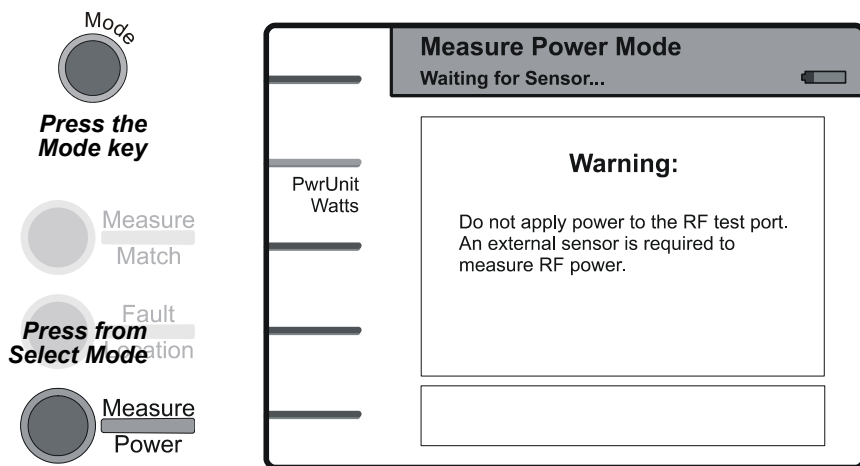 Mode
Press the
Mode key
Measure
Match
Fault
Location
Press from
Select Mode
Measure
Power
Measure Power Mode
Waiting for Sensor...
PwrUnit
Watts
Warning:
Do not apply power to the RF test port.
An external sensor is required to
measure RF power.